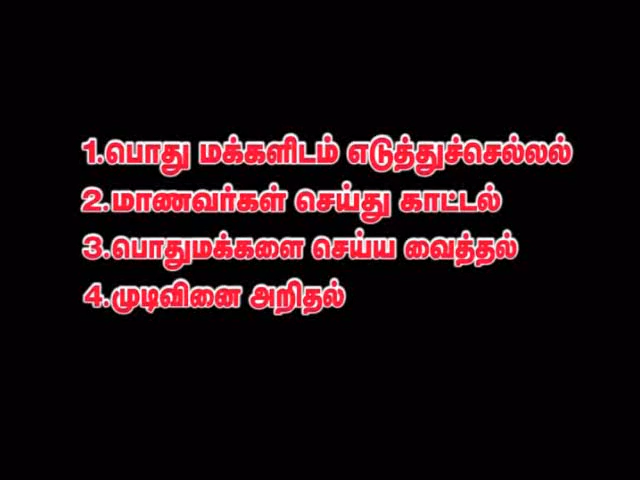 1.பொது மக்களிடம் எடுத்துச்செல்லல்
2.மாணவர்கள் செய்து காட்டல்
3.பொதுமக்களை செய்ய வைத்தல்
4.முடிவினை அறிதல்